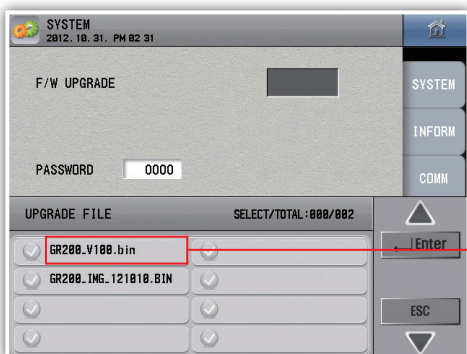 SYSTEM
2012. 10. 31. PM 02 31
F/W UPGRADE
SYSTEM
INFORM
PASSWORD 0000
COMM
UPGRADE FILE SELECT/TOTAL:000/002
GR200_V100.bin
Enter
GR200_IMG_121010.BIN
ESC